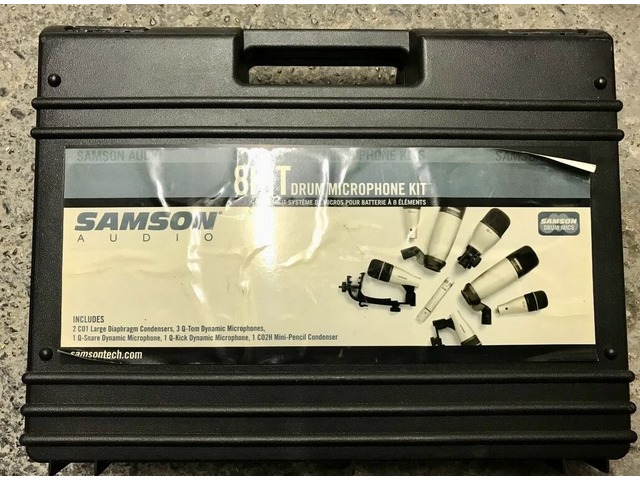 SAMSON AUDIO
PHONE KITS
SAMS
8KIT DRUM MICROPHONE KIT
SYSTÈME DE MICROS POUR BATTERIE À 8 ÉLÉMENTS
SAMSON®
AUDIO
SAMSON
DRUM MICS
INCLUDES
2 C01 Large Diaphragm Condensers, 3 Q-Tom Dynamic Microphones,
1 Q-Snare Dynamic Microphone, 1 Q-Kick Dynamic Microphone, 1 C02H Mini-Pencil Condenser
samsontech.com